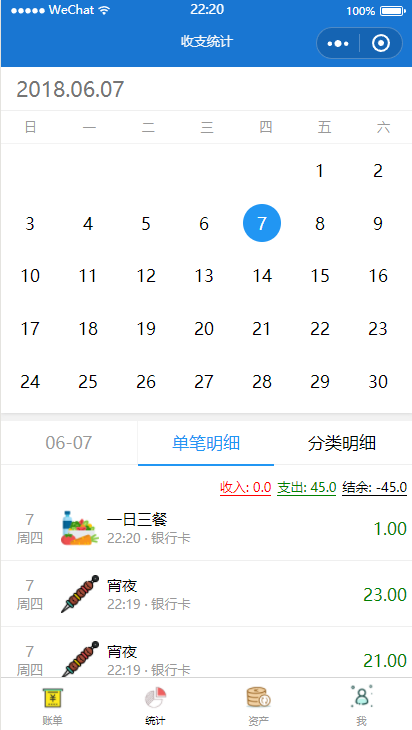 ●●●●● WeChat 22:20 100%
收支统计
2018.06.07
日 一 二 三 四 五 六
1 2
3 4 5 6 7 8 9
10 11 12 13 14 15 16
17 18 19 20 21 22 23
24 25 26 27 28 29 30
06-07 单笔明细 分类明细
收入: 0.0 支出: 45.0 结余: -45.0
7 一日三餐
周四 22:20 · 银行卡 1.00
7 宵夜
周四 22:19 · 银行卡 23.00
7 宵夜
周四 22:19 · 银行卡 21.00
账单 统计 资产 我